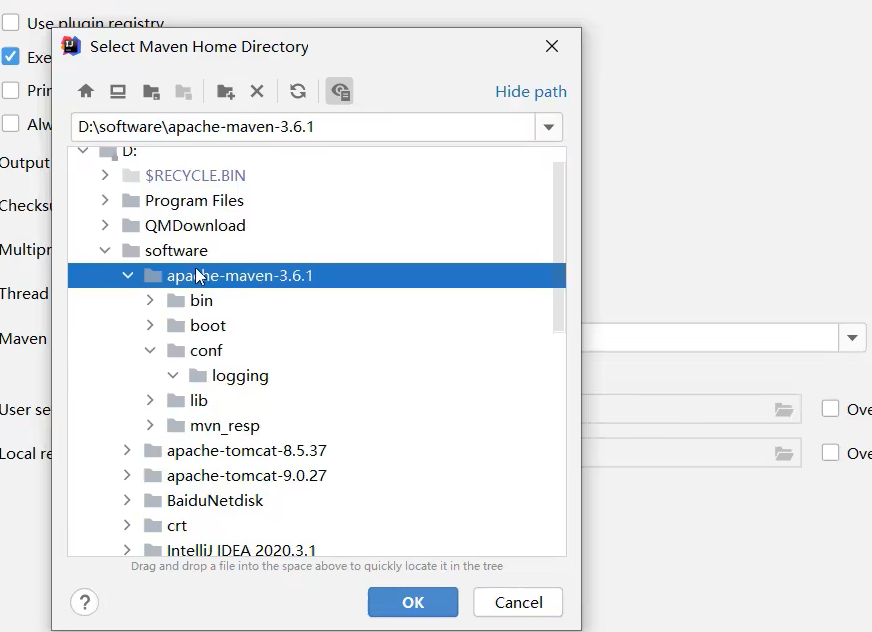 Use plugin registry
Select Maven Home Directory
Exe
Prin
Hide path
Alw
D:\software\apache-maven-3.6.1
D:
Output
$RECYCLE.BIN
Program Files
Checksu
QMDownload
Multipr
software
apache-maven-3.6.1
Thread
bin
boot
Maven
conf
logging
lib
User se
Ove
mvn_resp
Local re
Ove
apache-tomcat-8.5.37
apache-tomcat-9.0.27
BaiduNetdisk
crt
IntelliJ IDEA 2020.3.1
Drag and drop a file into the space above to quickly locate it in the tree
?
OK
Cancel